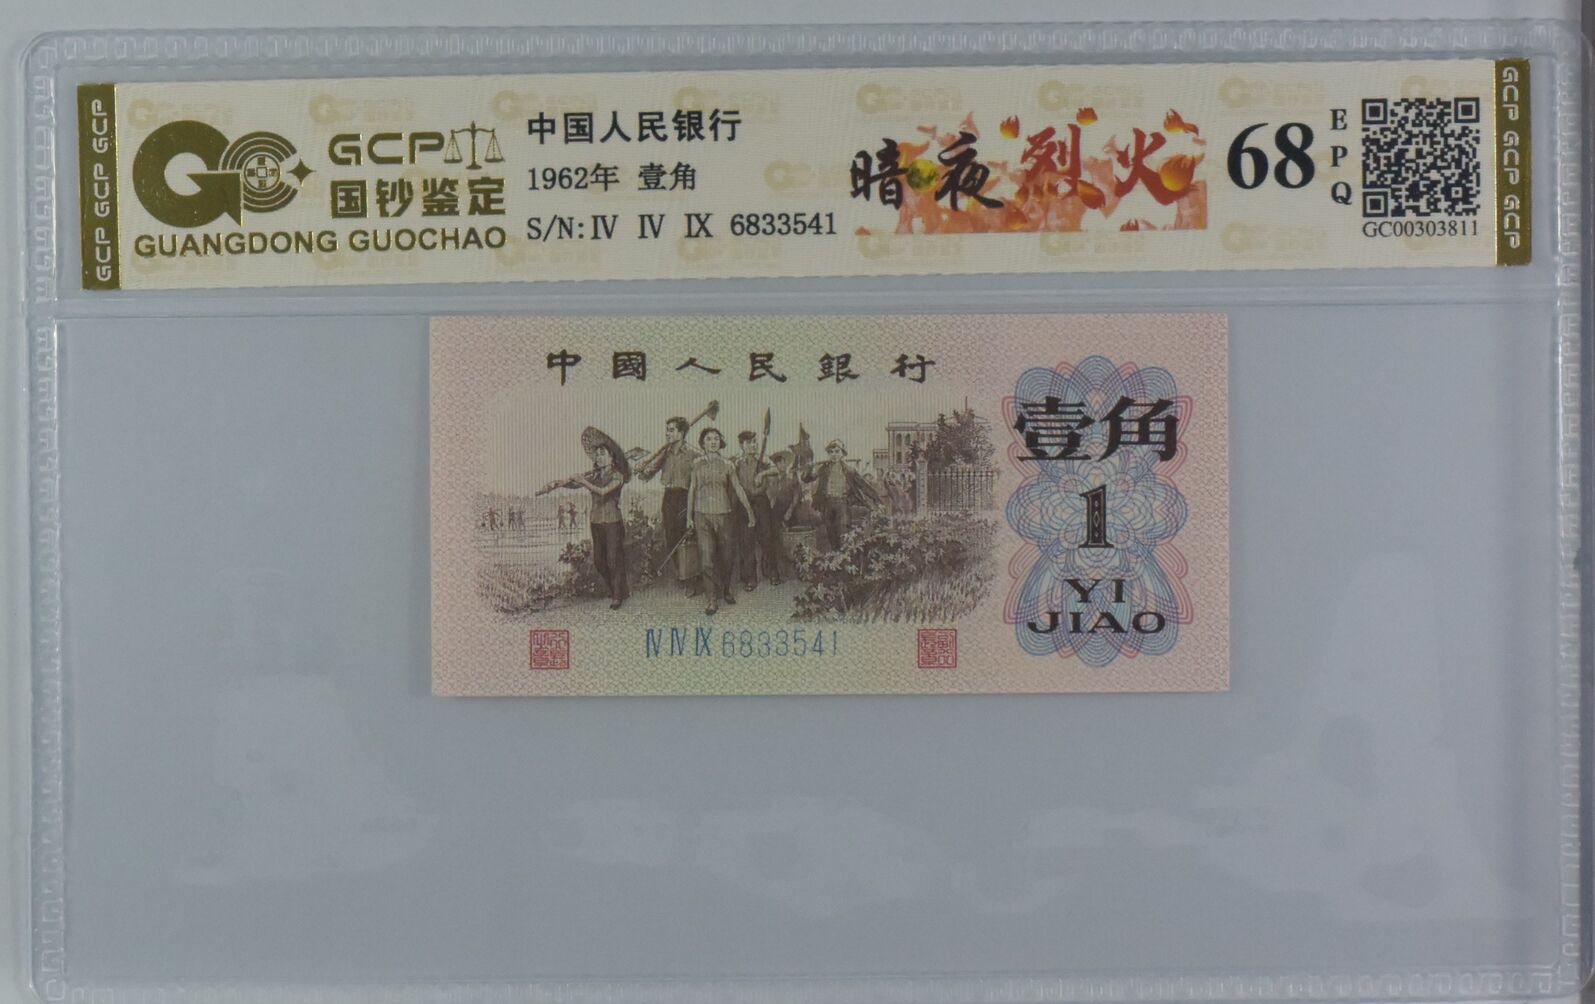 GCP GCP GCP
GCP
国钞鉴定
GUANGDONG GUOCHAO
中国人民银行
1962年 壹角
S/N: Ⅳ Ⅳ Ⅸ 6833541
暗夜烈火
68
EPQ
GC00303811
GCP GCP GCP
中國人民銀行
壹角
1
YI
JIAO
Ⅳ Ⅳ Ⅸ 6833541